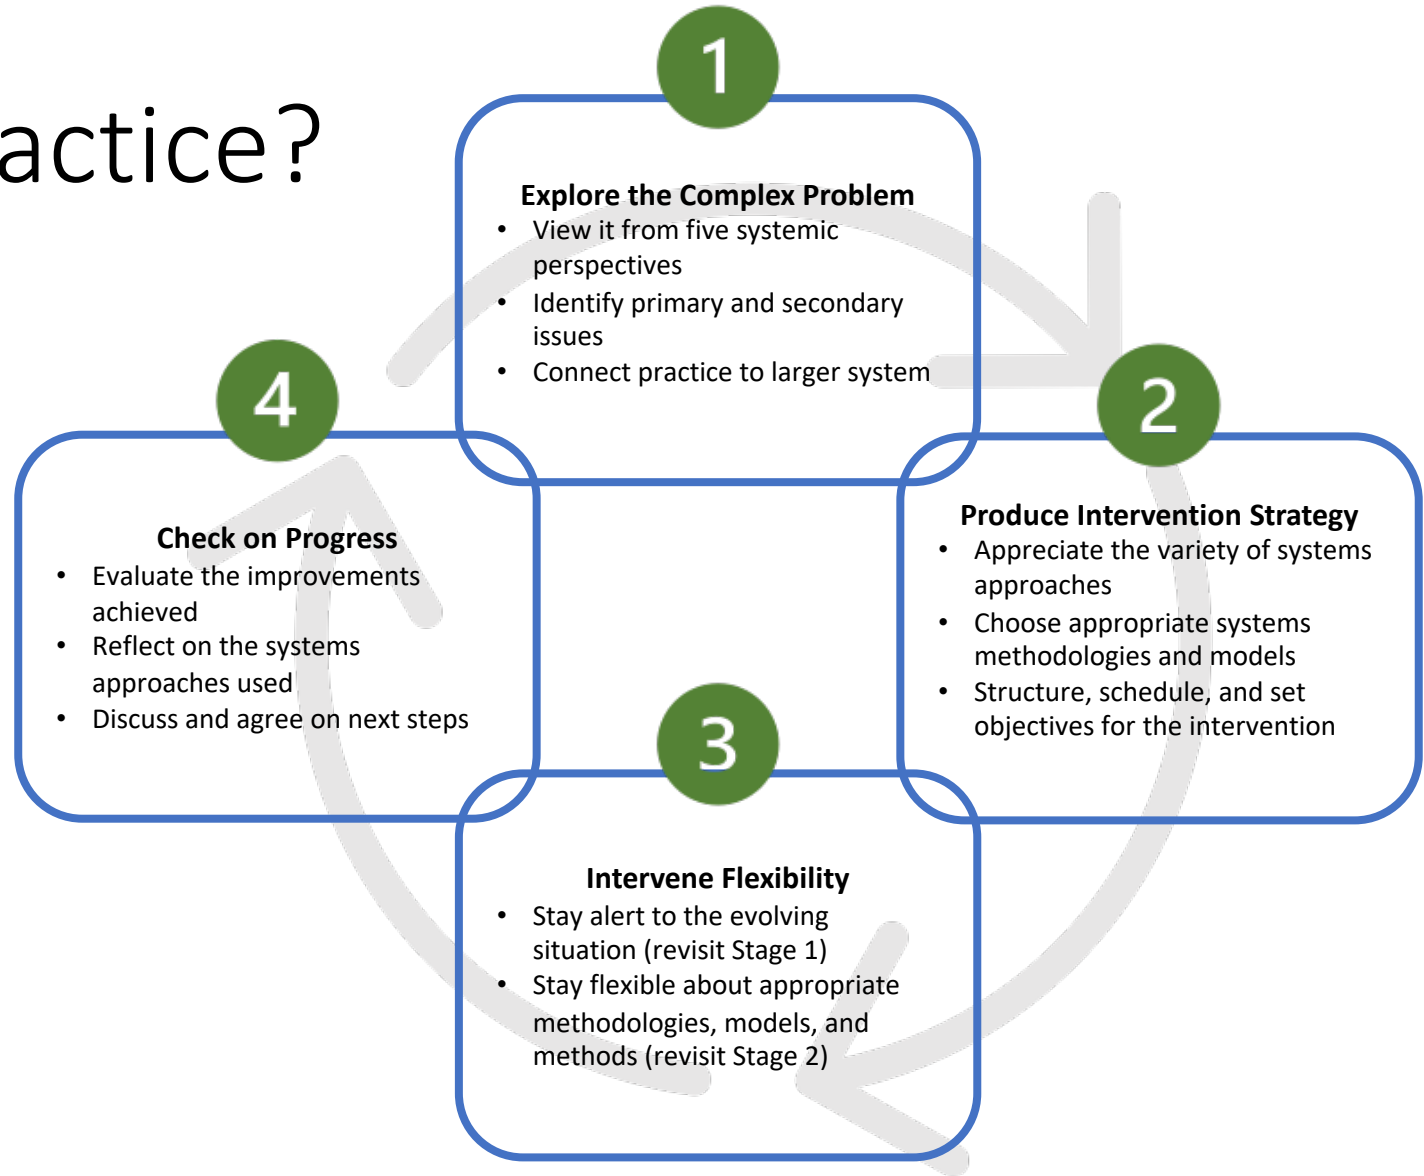 actice?
1
Explore the Complex Problem
• View it from five systemic
perspectives
• Identify primary and secondary
issues
• Connect practice to larger system
2
Produce Intervention Strategy
• Appreciate the variety of systems
approaches
• Choose appropriate systems
methodologies and models
• Structure, schedule, and set
objectives for the intervention
3
Intervene Flexibility
• Stay alert to the evolving
situation (revisit Stage 1)
• Stay flexible about appropriate
methodologies, models, and
methods (revisit Stage 2)
4
Check on Progress
• Evaluate the improvements
achieved
• Reflect on the systems
approaches used
• Discuss and agree on next steps